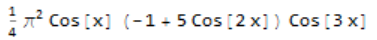 1/4 π² Cos[x] (-1 + 5 Cos[2 x]) Cos[3 x]